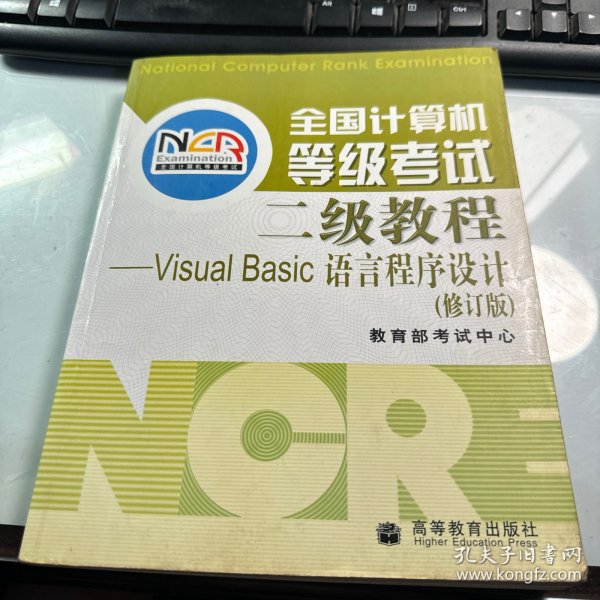 National Computer Rank Examination
NCR
Examination
全国计算机等级考试
全国计算机
等级考试
二级教程
——Visual Basic 语言程序设计
(修订版)
教育部考试中心
NCRE
高等教育出版社
Higher Education Press
孔夫子旧书网
www.kongfz.com